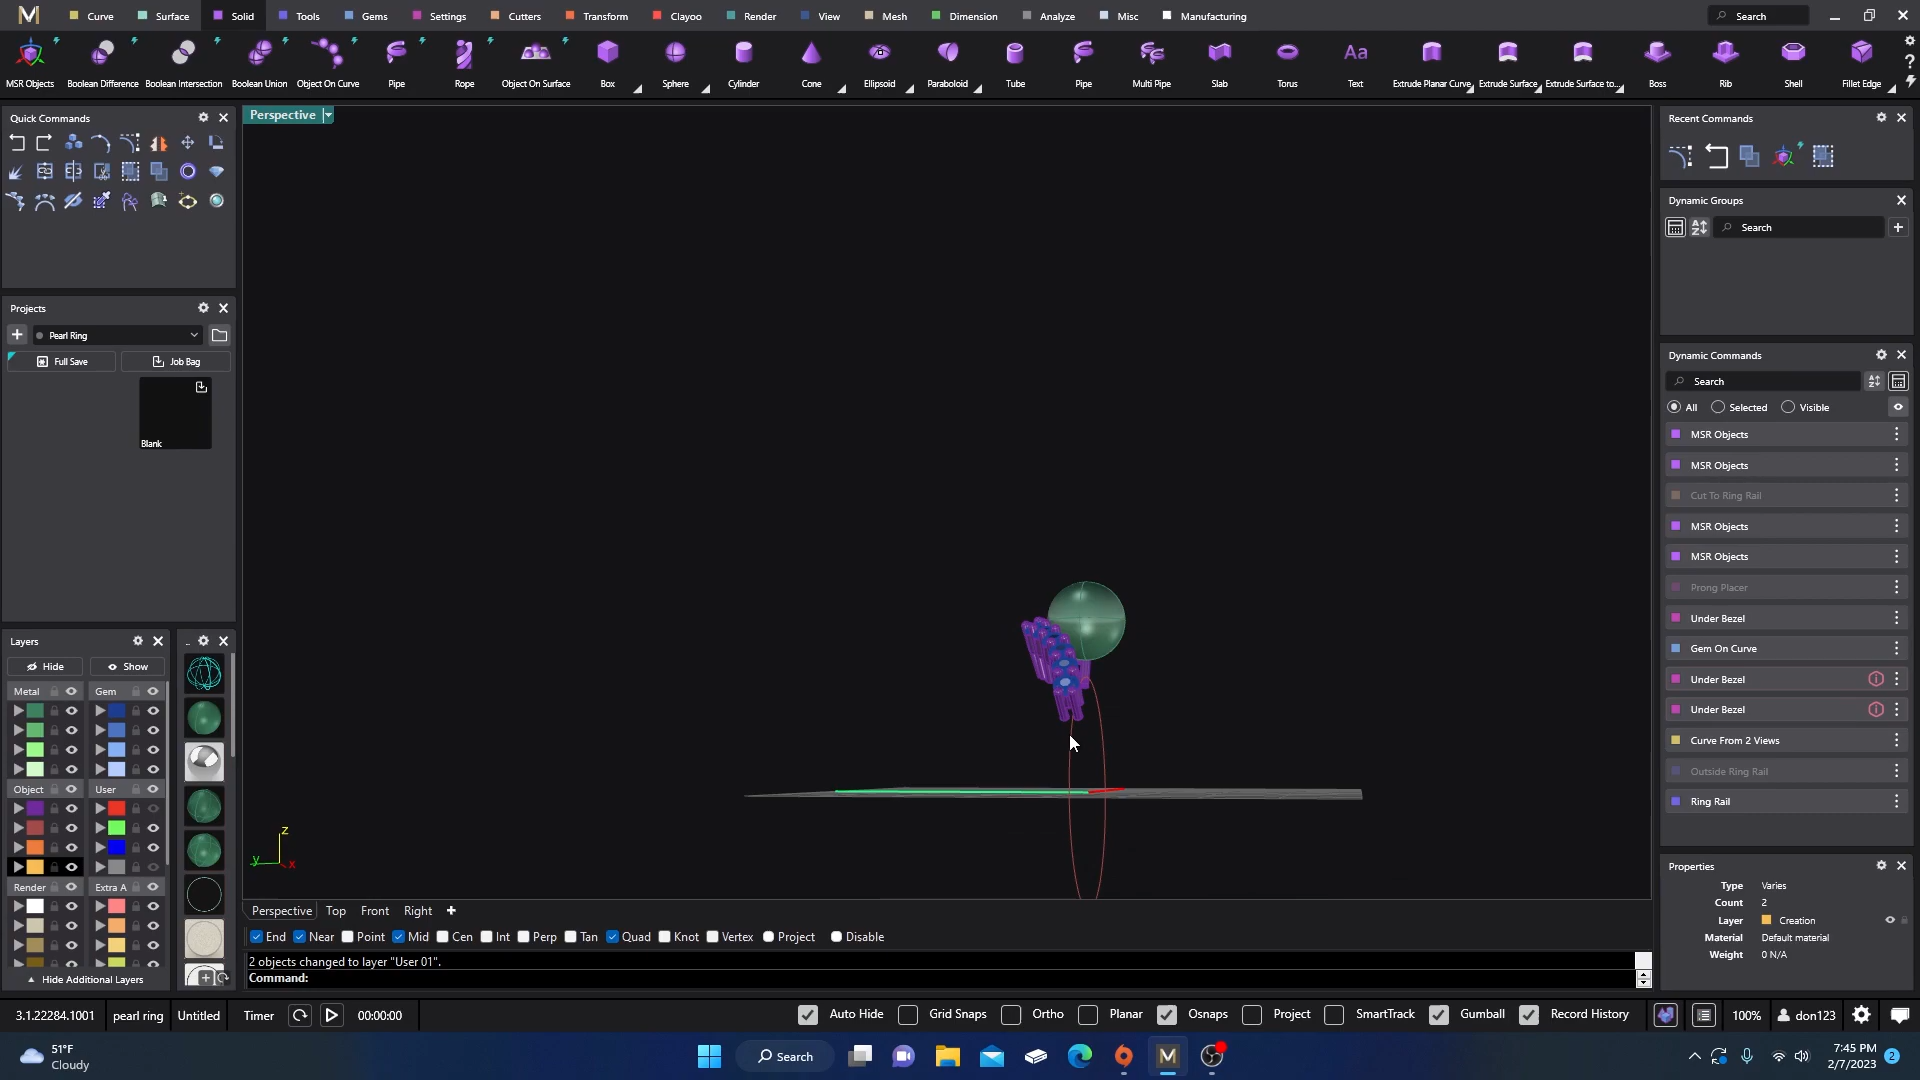 M Curve Surface Solid Tools Gems Settings Cutters Transform Clayoo Render View Mesh Dimension Analyze Misc Manufacturing Search
MSR Objects Boolean Difference Boolean Intersection Boolean Union Object On Curve Pipe Rope Object On Surface Box Sphere Cylinder Cone Ellipsoid Paraboloid Tube Pipe Multi Pipe Slab Torus Text Extrude Planar Curve Extrude Surface Extrude Surface to... Boss Rib Shell Fillet Edge
Aa
?
Quick Commands
Perspective
Recent Commands
Dynamic Groups
Search
Projects
Pearl Ring
Full Save Job Bag
Blank
Dynamic Commands
Search
All Selected Visible
MSR Objects
MSR Objects
Cut To Ring Rail
MSR Objects
MSR Objects
Prong Placer
Under Bezel
Gem On Curve
Under Bezel
Under Bezel
Curve From 2 Views
Outside Ring Rail
Ring Rail
Layers
Hide Show
Metal Gem
Object User
Render Extra A
Hide Additional Layers
z
y x
Properties
Type Varies
Count 2
Layer Creation
Material Default material
Weight 0 N/A
Perspective Top Front Right
End Near Point Mid Cen Int Perp Tan Quad Knot Vertex Project Disable
2 objects changed to layer "User 01".
Command:
3.1.22284.1001 pearl ring Untitled Timer 00:00:00 Auto Hide Grid Snaps Ortho Planar Osnaps Project SmartTrack Gumball Record History 100% don123
51°F
Cloudy
Search
M
7:45 PM
2/7/2023
2